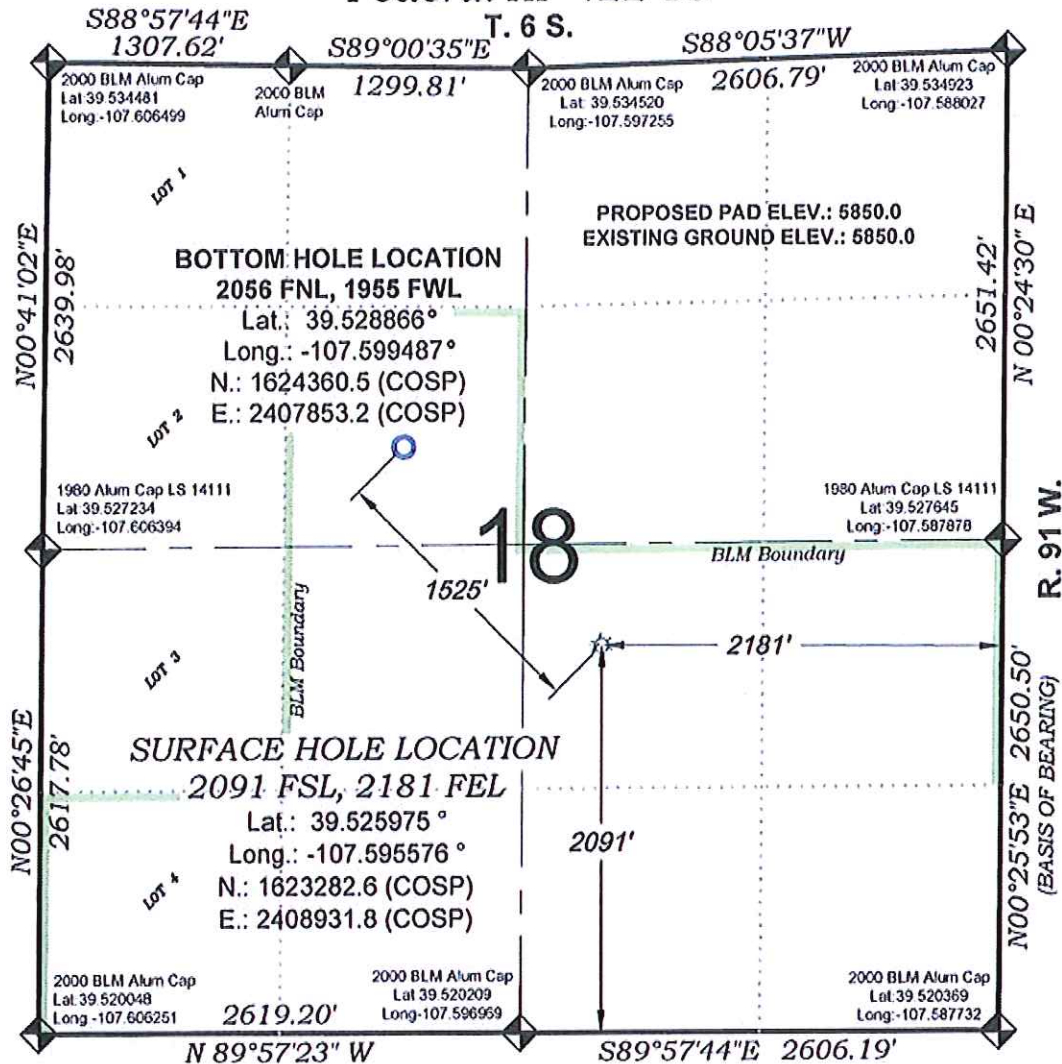 T. 6 S.
S88°57'44"E
1307.62'
S89°00'35"E
1299.81'
S88°05'37"W
2606.79'
2000 BLM Alum Cap
Lat:39.534481
Long:-107.606499
2000 BLM
Alum Cap
2000 BLM Alum Cap
Lat: 39.534520
Long:-107.597255
2000 BLM Alum Cap
Lat:39.534923
Long:-107.588027
LOT 1
PROPOSED PAD ELEV.: 5850.0
EXISTING GROUND ELEV.: 5850.0
N00°41'02"E
2639.98'
BOTTOM HOLE LOCATION
2056 FNL, 1955 FWL
Lat.: 39.528866°
Long.: -107.599487°
N.: 1624360.5 (COSP)
E.: 2407853.2 (COSP)
2651.42'
N 00°24'30" E
LOT 2
1980 Alum Cap LS 14111
Lat:39.527234
Long:-107.606394
1980 Alum Cap LS 14111
Lat:39.527645
Long:-107.587878
18
BLM Boundary
R. 91 W.
1525'
BLM Boundary
2181'
LOT 3
N00°26'45"E
2617.78'
SURFACE HOLE LOCATION
2091 FSL, 2181 FEL
Lat.: 39.525975 °
Long.: -107.595576 °
N.: 1623282.6 (COSP)
E.: 2408931.8 (COSP)
2091'
N00°25'53"E 2650.50'
(BASIS OF BEARING)
LOT 4
2000 BLM Alum Cap
Lat:39.520048
Long -107.606251
2000 BLM Alum Cap
Lat 39.520209
Long-107.596969
2000 BLM Alum Cap
Lat:39 520369
Long:-107.587732
2619.20'
N 89°57'23" W
S89°57'44"E 2606.19'